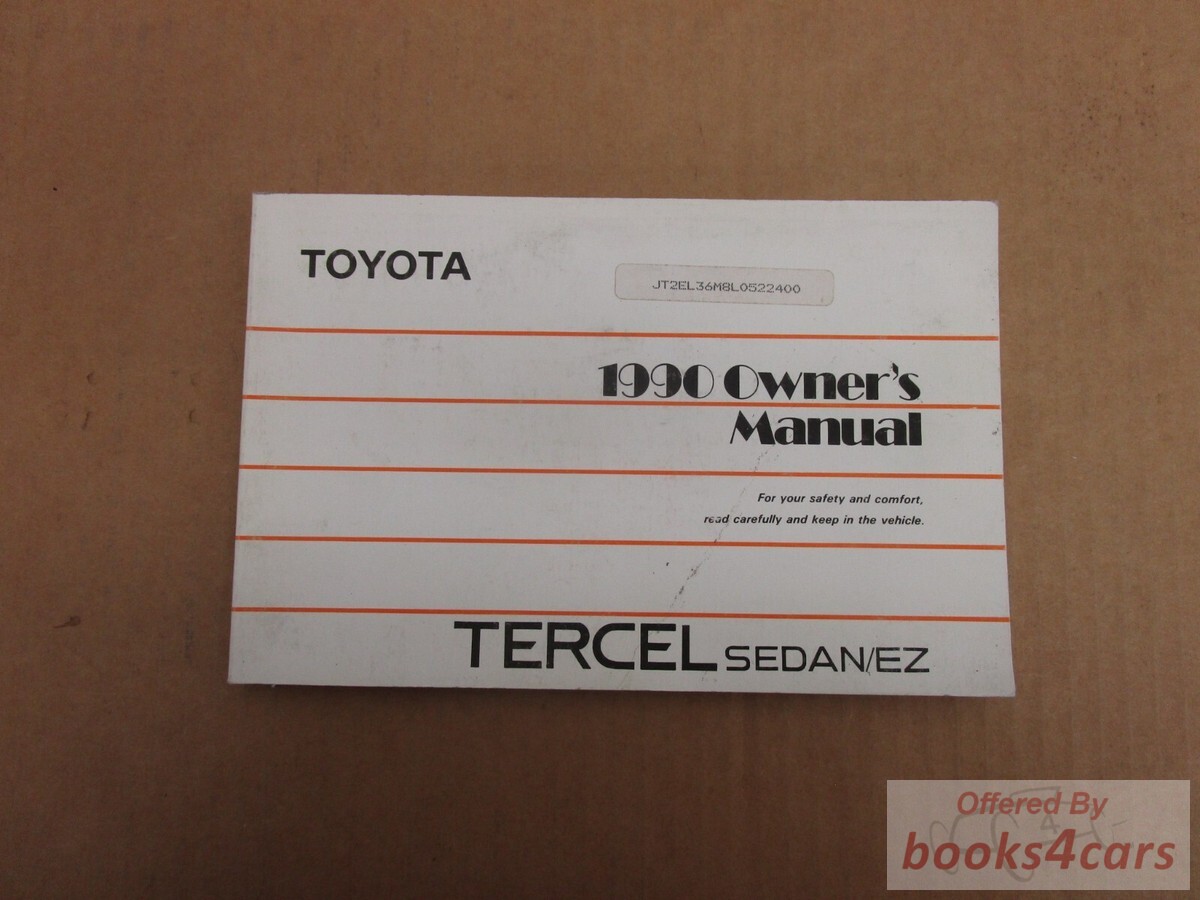 TOYOTA
JT2EL36M8L0522400
1990 Owner's
Manual
For your safety and comfort,
read carefully and keep in the vehicle.
TERCEL SEDAN/EZ
Offered By
books4cars